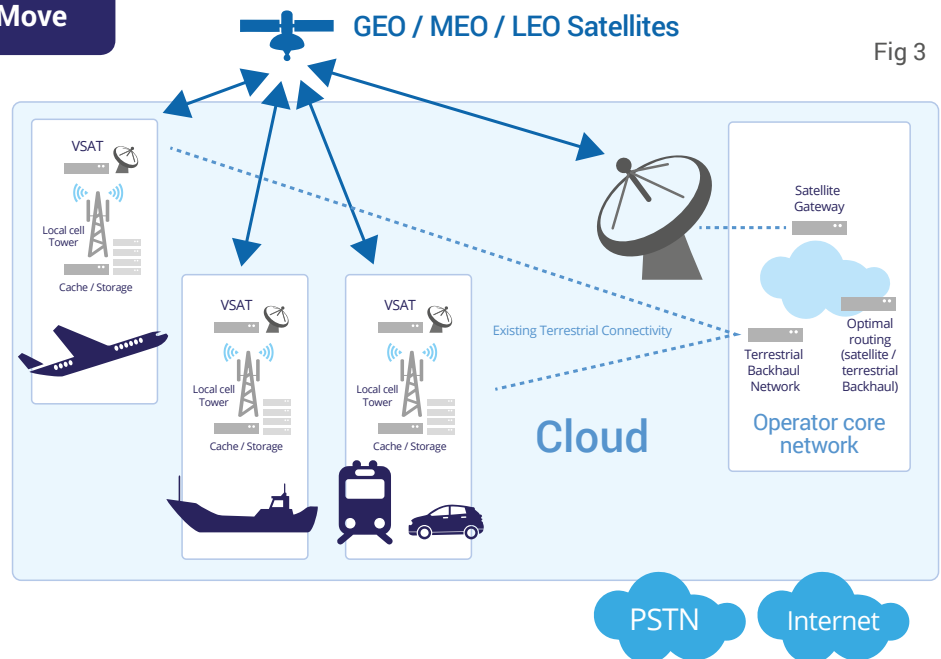 Move
GEO / MEO / LEO Satellites
Fig 3
VSAT
Local cell
Tower
Cache / Storage
VSAT
Local cell
Tower
Cache / Storage
VSAT
Local cell
Tower
Cache / Storage
Existing Terrestrial Connectivity
Cloud
Satellite
Gateway
Terrestrial
Backhaul
Network
Optimal
routing
(satellite /
terrestrial
Backhaul)
Operator core
network
PSTN
Internet